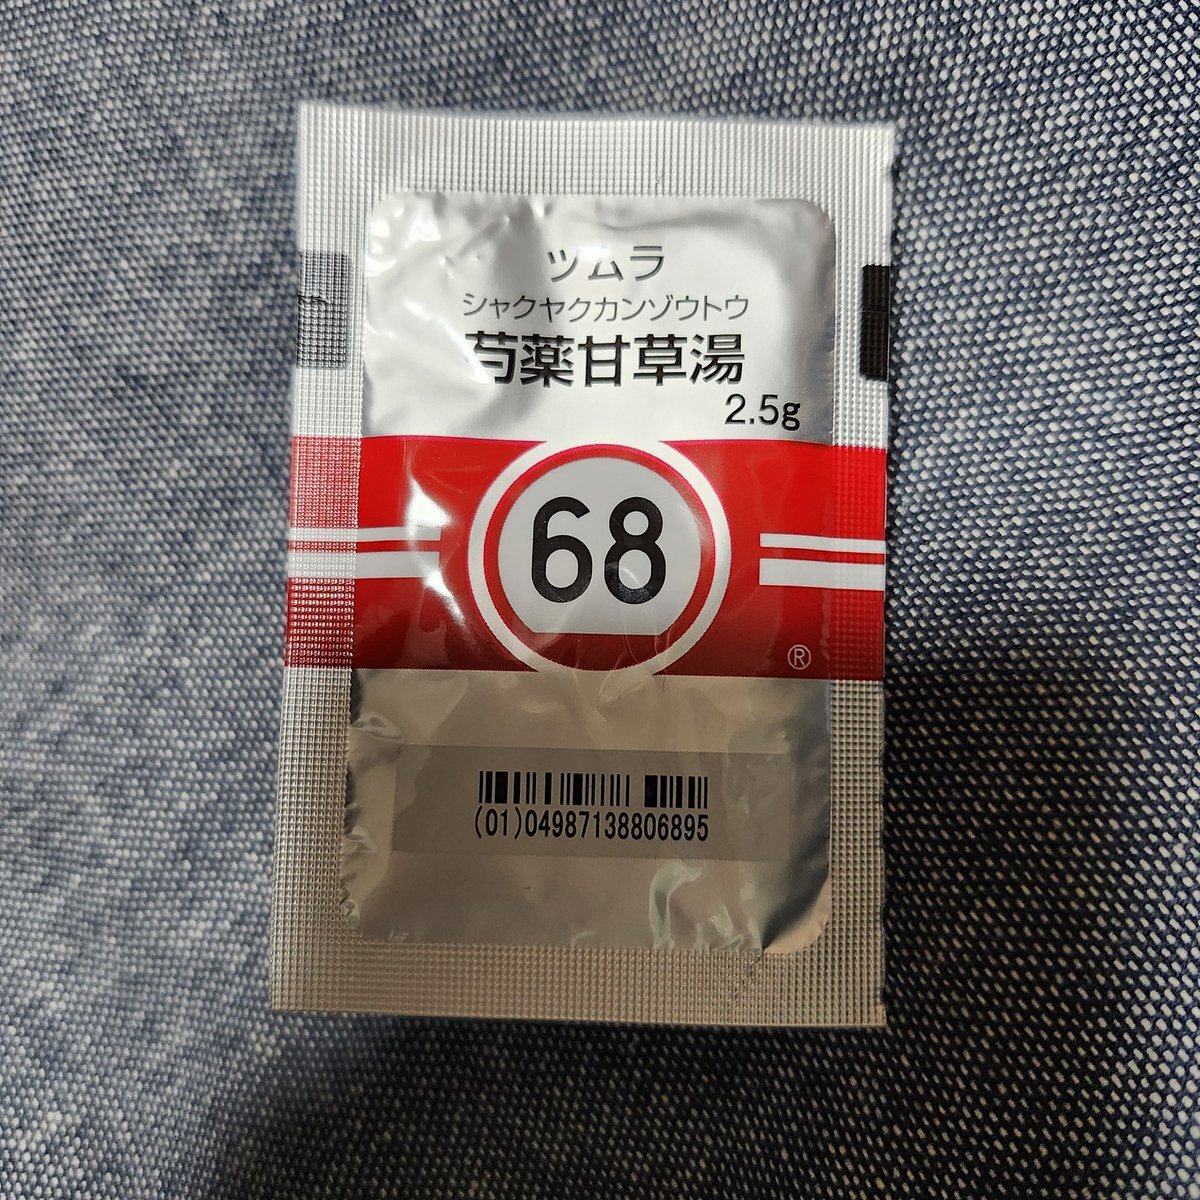 ツムラ
シャクヤクカンゾウトウ
芍薬甘草湯
2.5g
68
®
(01)04987138806895